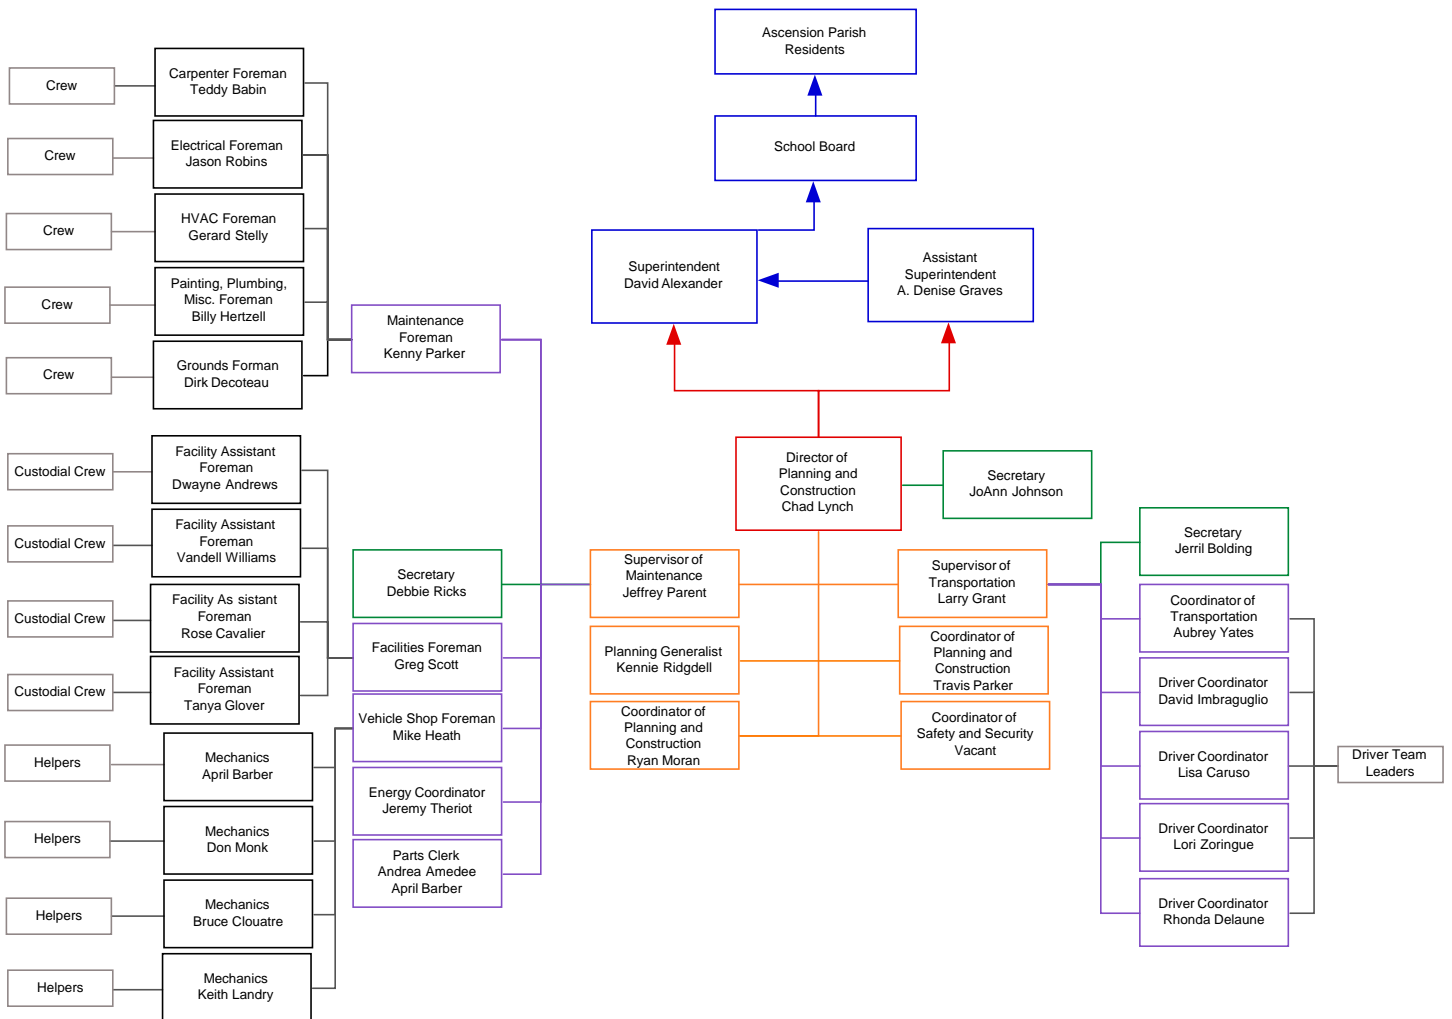 Ascension Parish
Residents
School Board
Superintendent
David Alexander
Assistant
Superintendent
A. Denise Graves
Director of
Planning and
Construction
Chad Lynch
Secretary
JoAnn Johnson
Supervisor of
Maintenance
Jeffrey Parent
Supervisor of
Transportation
Larry Grant
Planning Generalist
Kennie Ridgdell
Coordinator of
Planning and
Construction
Travis Parker
Coordinator of
Planning and
Construction
Ryan Moran
Coordinator of
Safety and Security
Vacant
Crew
Carpenter Foreman
Teddy Babin
Crew
Electrical Foreman
Jason Robins
Crew
HVAC Foreman
Gerard Stelly
Crew
Painting, Plumbing,
Misc. Foreman
Billy Hertzell
Crew
Grounds Forman
Dirk Decoteau
Maintenance
Foreman
Kenny Parker
Custodial Crew
Facility Assistant
Foreman
Dwayne Andrews
Custodial Crew
Facility Assistant
Foreman
Vandell Williams
Custodial Crew
Facility As sistant
Foreman
Rose Cavalier
Custodial Crew
Facility Assistant
Foreman
Tanya Glover
Secretary
Debbie Ricks
Facilities Foreman
Greg Scott
Vehicle Shop Foreman
Mike Heath
Energy Coordinator
Jeremy Theriot
Parts Clerk
Andrea Amedee
April Barber
Helpers
Mechanics
April Barber
Helpers
Mechanics
Don Monk
Helpers
Mechanics
Bruce Clouatre
Helpers
Mechanics
Keith Landry
Secretary
Jerril Bolding
Coordinator of
Transportation
Aubrey Yates
Driver Coordinator
David Imbraguglio
Driver Coordinator
Lisa Caruso
Driver Coordinator
Lori Zoringue
Driver Coordinator
Rhonda Delaune
Driver Team
Leaders